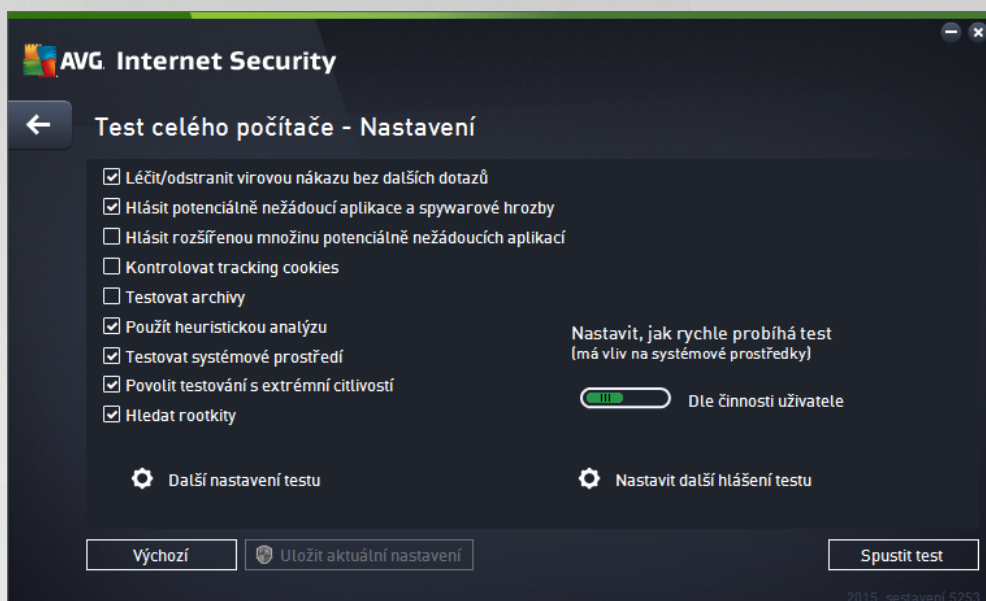 AVG. Internet Security
Test celého počítače - Nastavení
Léčit/odstranit virovou nákazu bez dalších dotazů
Hlásit potenciálně nežádoucí aplikace a spywarové hrozby
Hlásit rozšířenou množinu potenciálně nežádoucích aplikací
Kontrolovat tracking cookies
Testovat archivy
Použít heuristickou analýzu
Testovat systémové prostředí
Povolit testování s extrémní citlivostí
Hledat rootkity
Nastavit, jak rychle probíhá test
(má vliv na systémové prostředky)
Dle činnosti uživatele
Další nastavení testu
Nastavit další hlášení testu
Výchozí
Uložit aktuální nastavení
Spustit test
2015, sestavení 5253